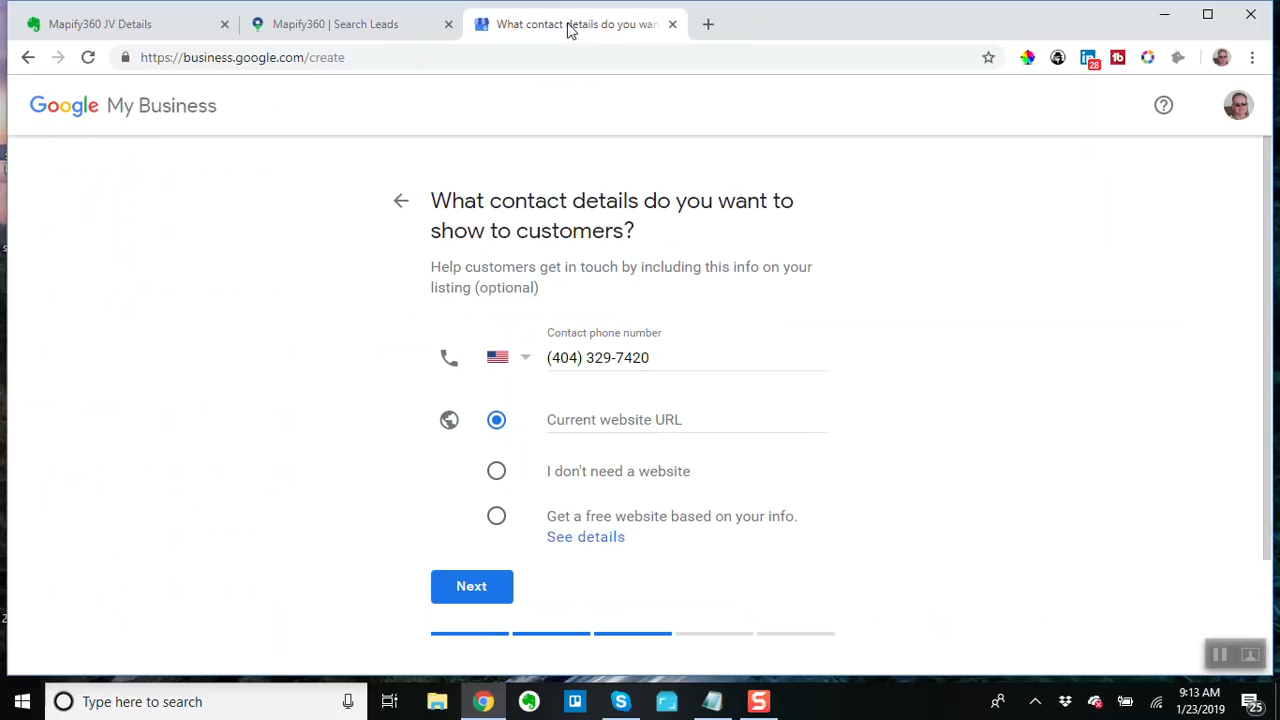 Mapify360 JV Details
Mapify360 | Search Leads
What contact details do you wan
https://business.google.com/create
28
Google My Business
What contact details do you want to
show to customers?
Help customers get in touch by including this info on your
listing (optional)
Contact phone number
(404) 329-7420
Current website URL
I don't need a website
Get a free website based on your info.
See details
Next
Type here to search
9:13 AM
1/23/2019
25